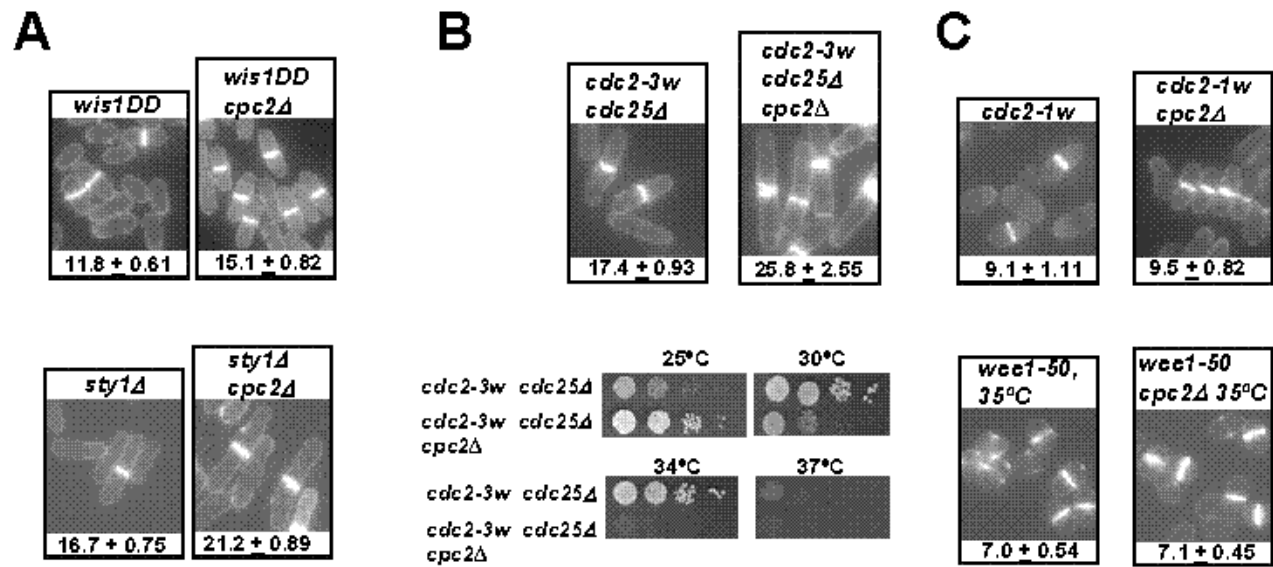 A
B
C
wis1DD
wis1DD
cpc2Δ
cdc2-3w
cdc25Δ
cdc2-3w
cdc25Δ
cpc2Δ
cdc2-1w
cdc2-1w
cpc2Δ
11.8 ± 0.61
15.1 ± 0.82
17.4 ± 0.93
25.8 ± 2.55
9.1 ± 1.11
9.5 ± 0.82
sty1Δ
sty1Δ
cpc2Δ
16.7 ± 0.75
21.2 ± 0.89
25°C
30°C
cdc2-3w cdc25Δ
cdc2-3w cdc25Δ
cpc2Δ
34°C
37°C
cdc2-3w cdc25Δ
cdc2-3w cdc25Δ
cpc2Δ
wee1-50,
35ºC
wee1-50
cpc2Δ 35ºC
7.0 ± 0.54
7.1 ± 0.45